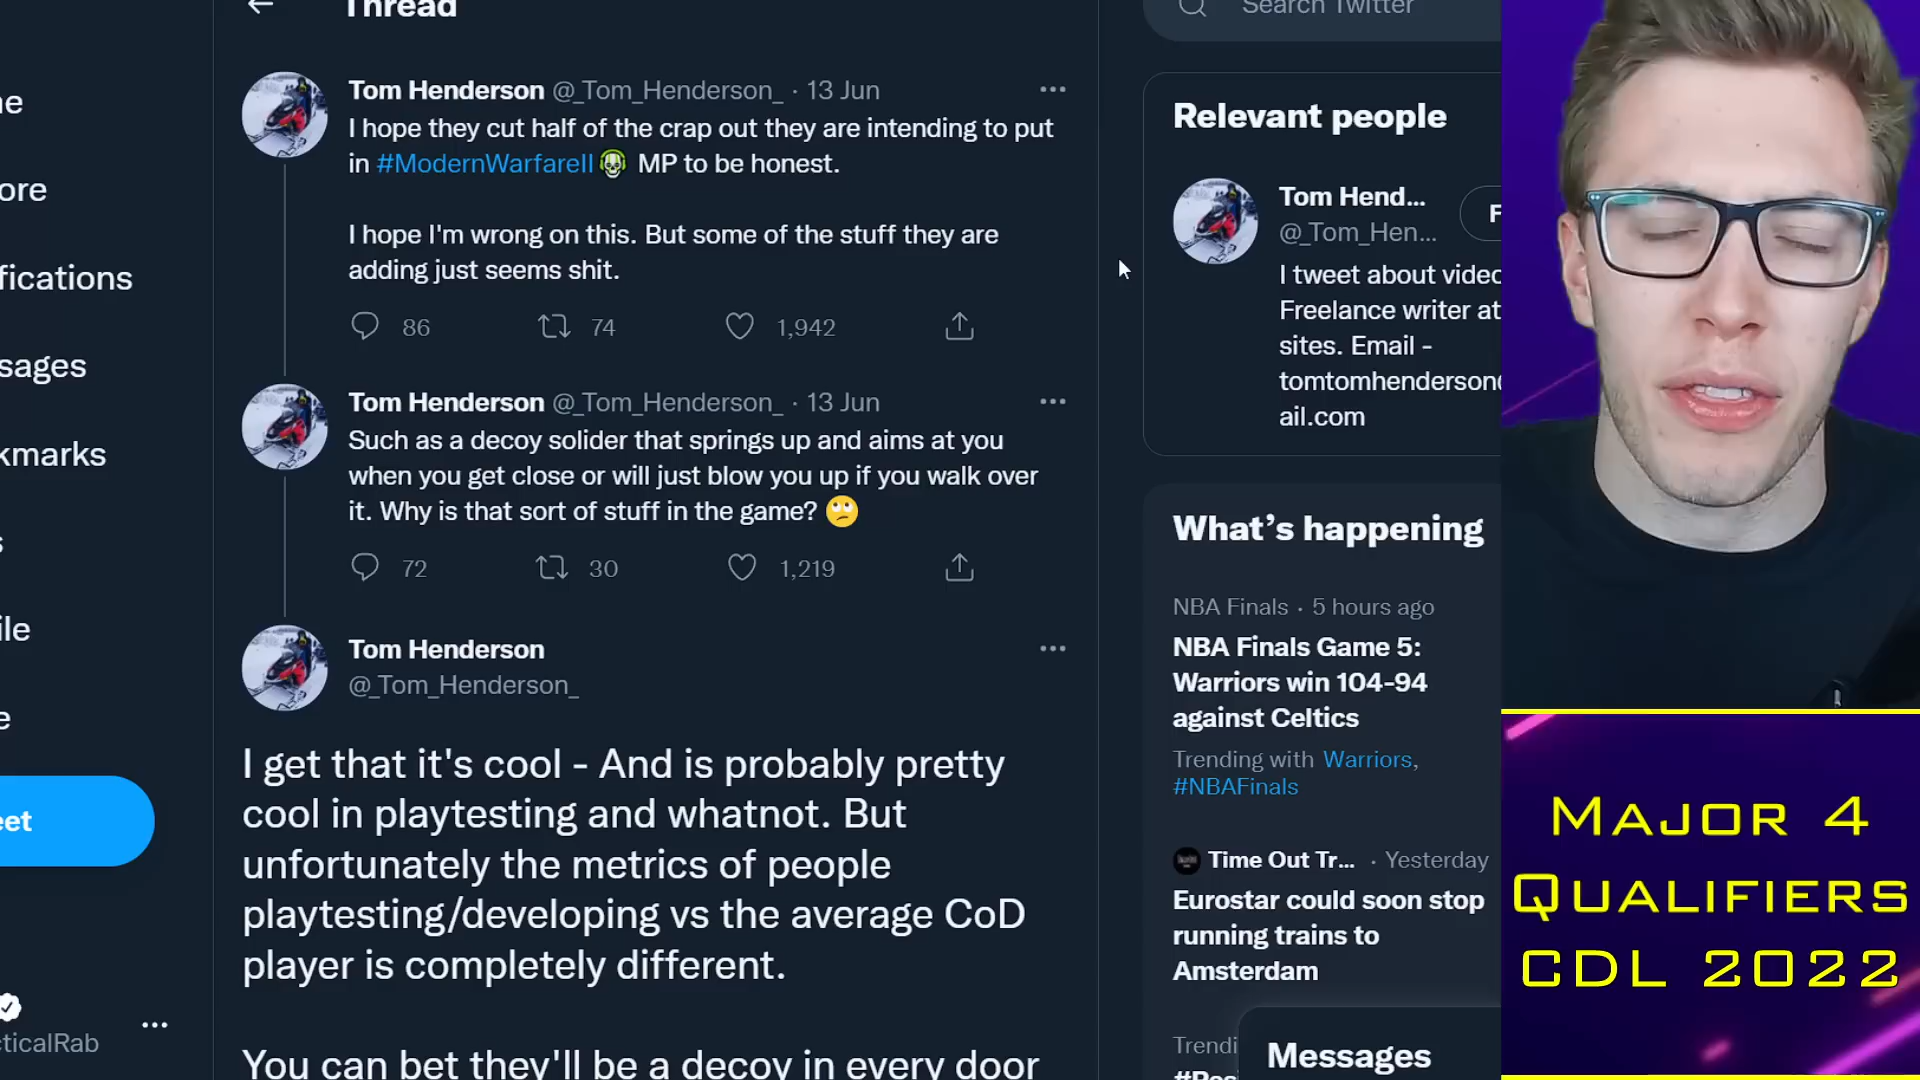 Thread
Search Twitter
Tom Henderson @_Tom_Henderson_ · 13 Jun
I hope they cut half of the crap out they are intending to put
in #ModernWarfareII MP to be honest.
I hope I'm wrong on this. But some of the stuff they are
adding just seems shit.
86 74 1,942
Tom Henderson @_Tom_Henderson_ · 13 Jun
Such as a decoy solider that springs up and aims at you
when you get close or will just blow you up if you walk over
it. Why is that sort of stuff in the game? 🙄
72 30 1,219
Tom Henderson
@_Tom_Henderson_
I get that it's cool - And is probably pretty
cool in playtesting and whatnot. But
unfortunately the metrics of people
playtesting/developing vs the average CoD
player is completely different.
You can bet they'll be a decoy in every door
ne
ore
fications
sages
kmarks
s
ile
e
eet
cticalRab
Relevant people
Tom Hend...
F
@_Tom_Hen...
I tweet about video
Freelance writer at
sites. Email -
tomtomhenderson@
ail.com
What's happening
NBA Finals · 5 hours ago
NBA Finals Game 5:
Warriors win 104-94
against Celtics
Trending with Warriors,
#NBAFinals
Time Out Tr... · Yesterday
Eurostar could soon stop
running trains to
Amsterdam
Trendi
Messages
Major 4
Qualifiers
CDL 2022